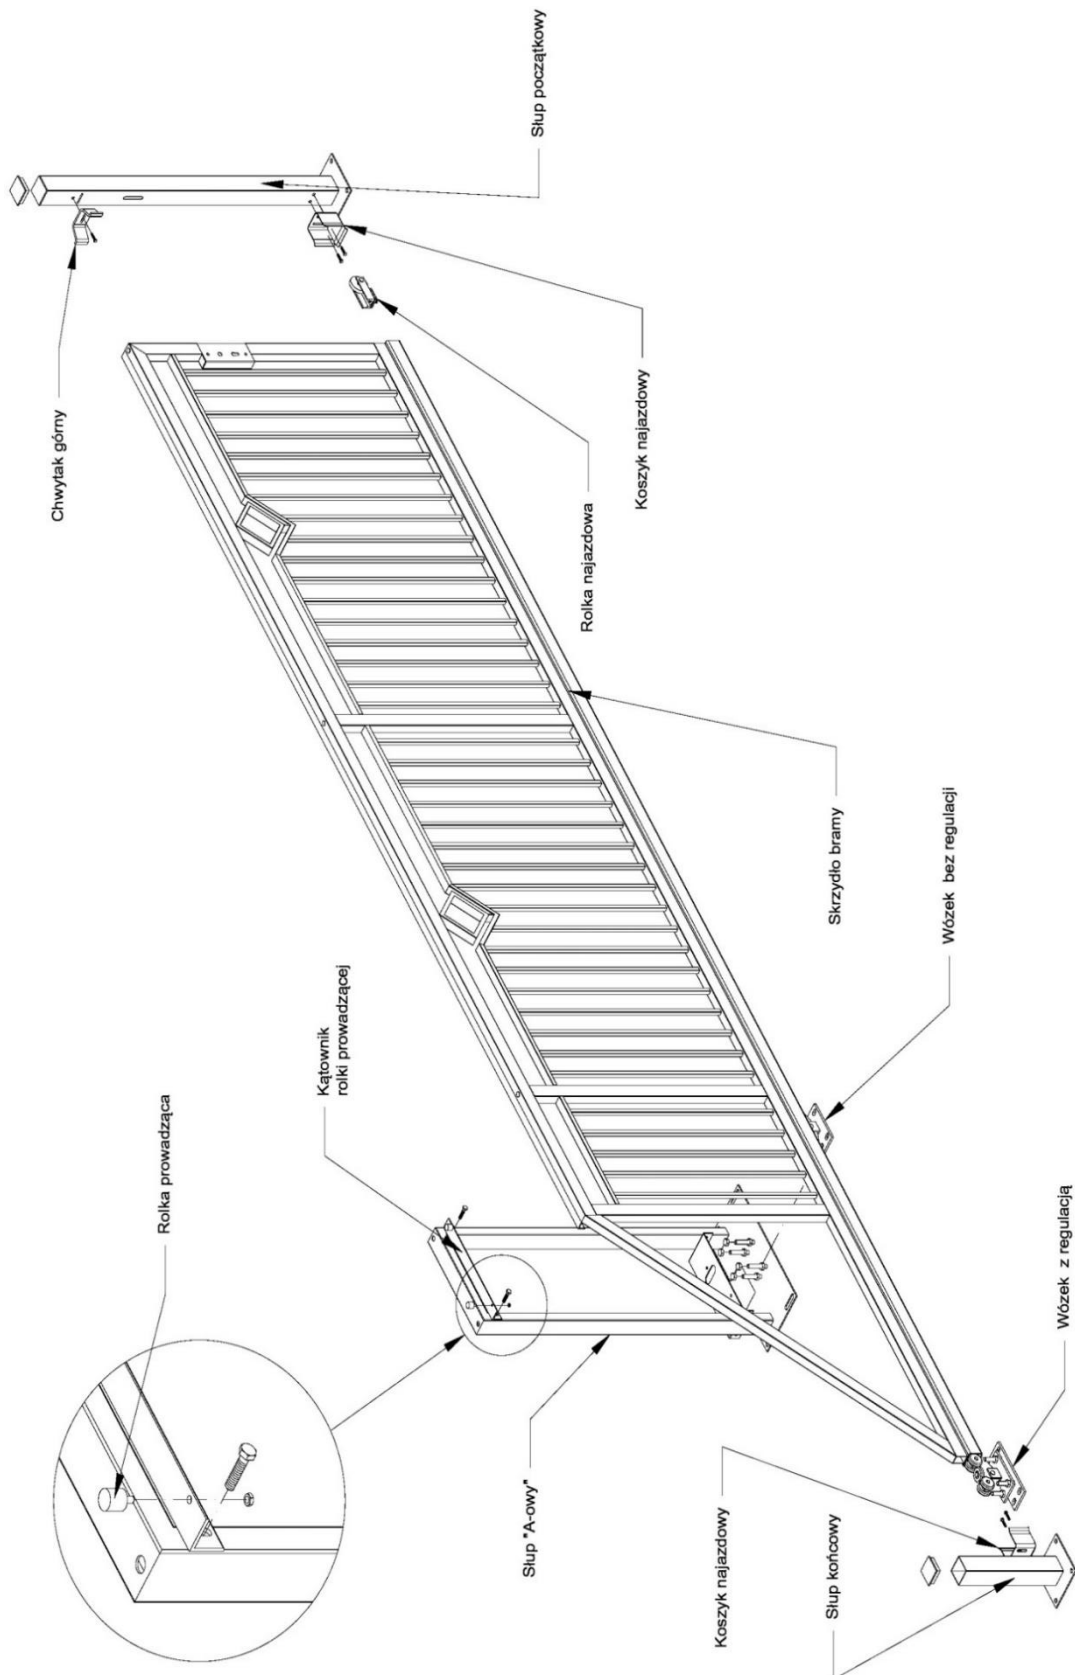 Słup początkowy
Chwytak górny
Koszyk najazdowy
Rolka najazdowa
Skrzydło bramy
Wózek bez regulacji
Kątownik
rolki prowadzącej
Rolka prowadząca
Wózek z regulacją
Słup "A-owy"
Koszyk najazdowy
Słup końcowy